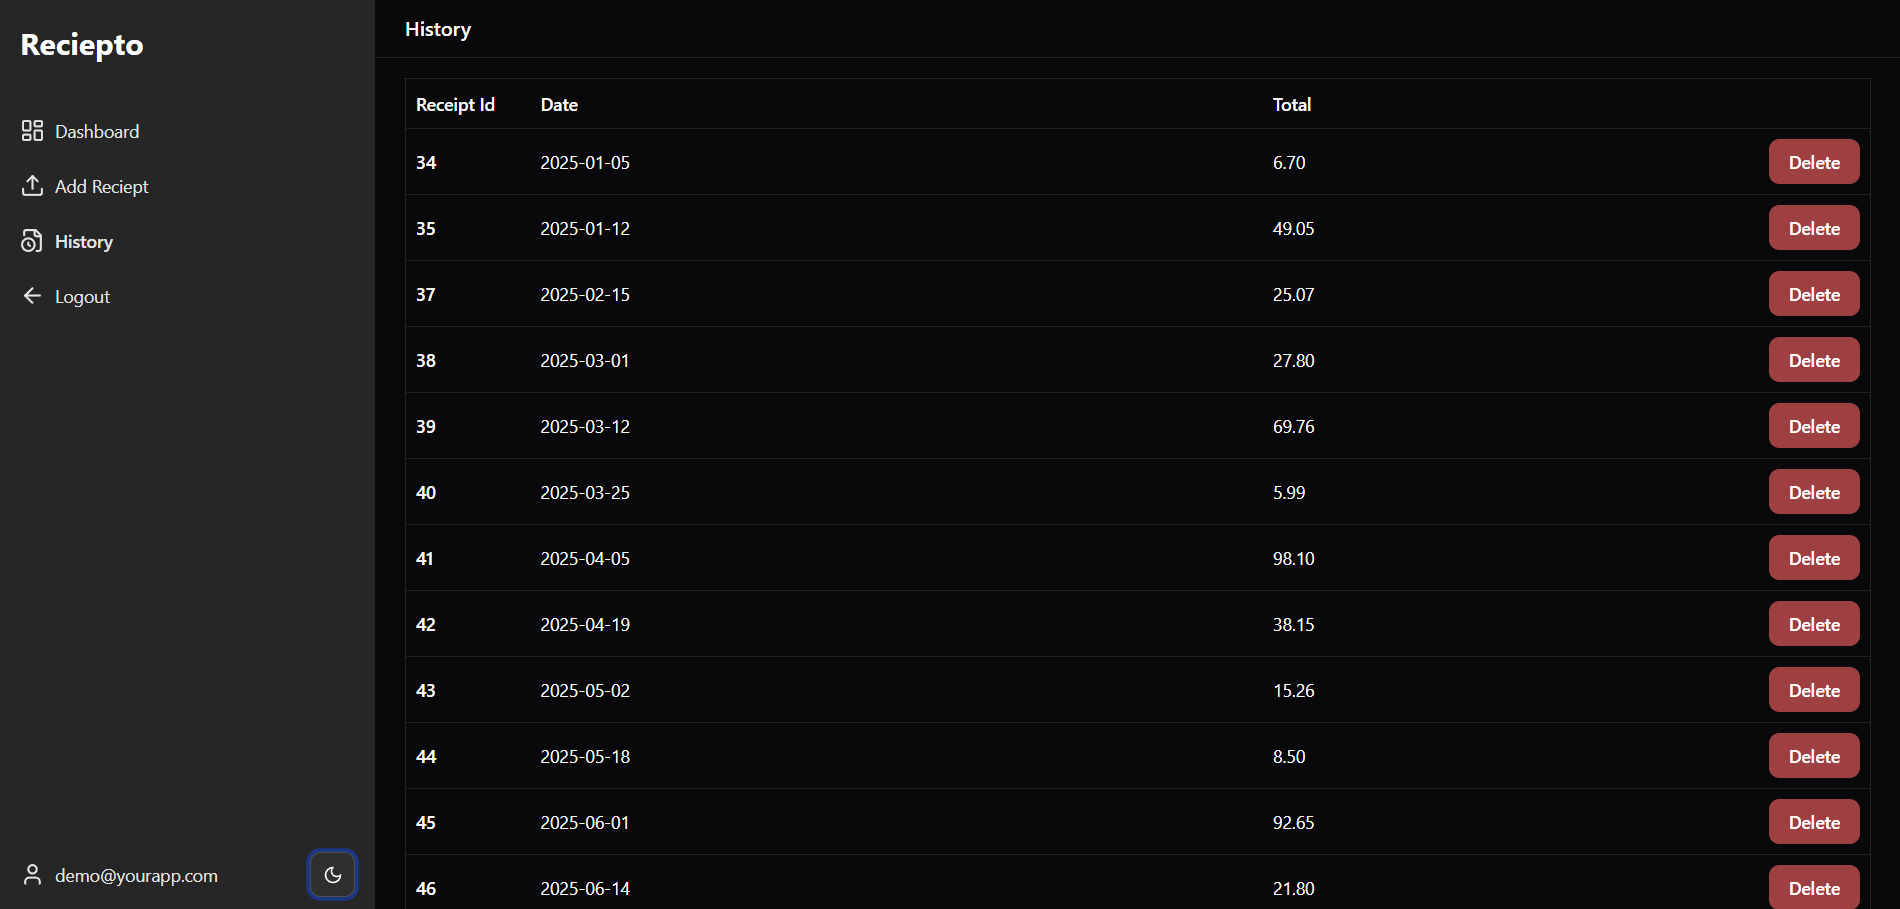 Reciepto
Dashboard
Add Reciept
History
Logout
demo@yourapp.com
History
Receipt Id Date Total
34 2025-01-05 6.70 Delete
35 2025-01-12 49.05 Delete
37 2025-02-15 25.07 Delete
38 2025-03-01 27.80 Delete
39 2025-03-12 69.76 Delete
40 2025-03-25 5.99 Delete
41 2025-04-05 98.10 Delete
42 2025-04-19 38.15 Delete
43 2025-05-02 15.26 Delete
44 2025-05-18 8.50 Delete
45 2025-06-01 92.65 Delete
46 2025-06-14 21.80 Delete